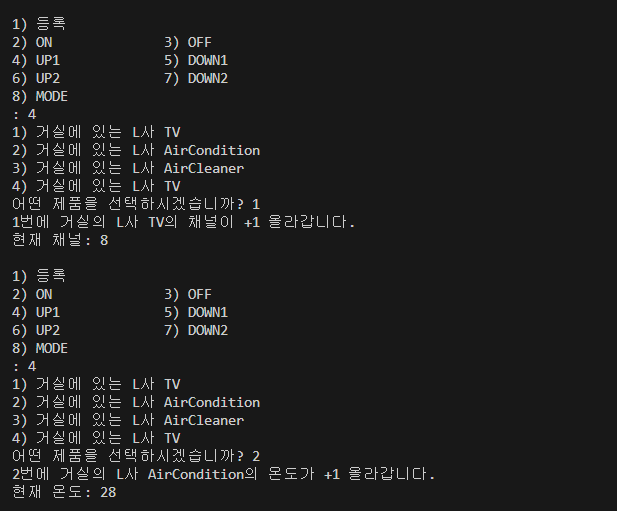 1) 등록
2) ON 3) OFF
4) UP1 5) DOWN1
6) UP2 7) DOWN2
8) MODE
: 4
1) 거실에 있는 L사 TV
2) 거실에 있는 L사 AirCondition
3) 거실에 있는 L사 AirCleaner
4) 거실에 있는 L사 TV
어떤 제품을 선택하시겠습니까? 1
1번에 거실의 L사 TV의 채널이 +1 올라갑니다.
현재 채널: 8
1) 등록
2) ON 3) OFF
4) UP1 5) DOWN1
6) UP2 7) DOWN2
8) MODE
: 4
1) 거실에 있는 L사 TV
2) 거실에 있는 L사 AirCondition
3) 거실에 있는 L사 AirCleaner
4) 거실에 있는 L사 TV
어떤 제품을 선택하시겠습니까? 2
2번에 거실의 L사 AirCondition의 온도가 +1 올라갑니다.
현재 온도: 28